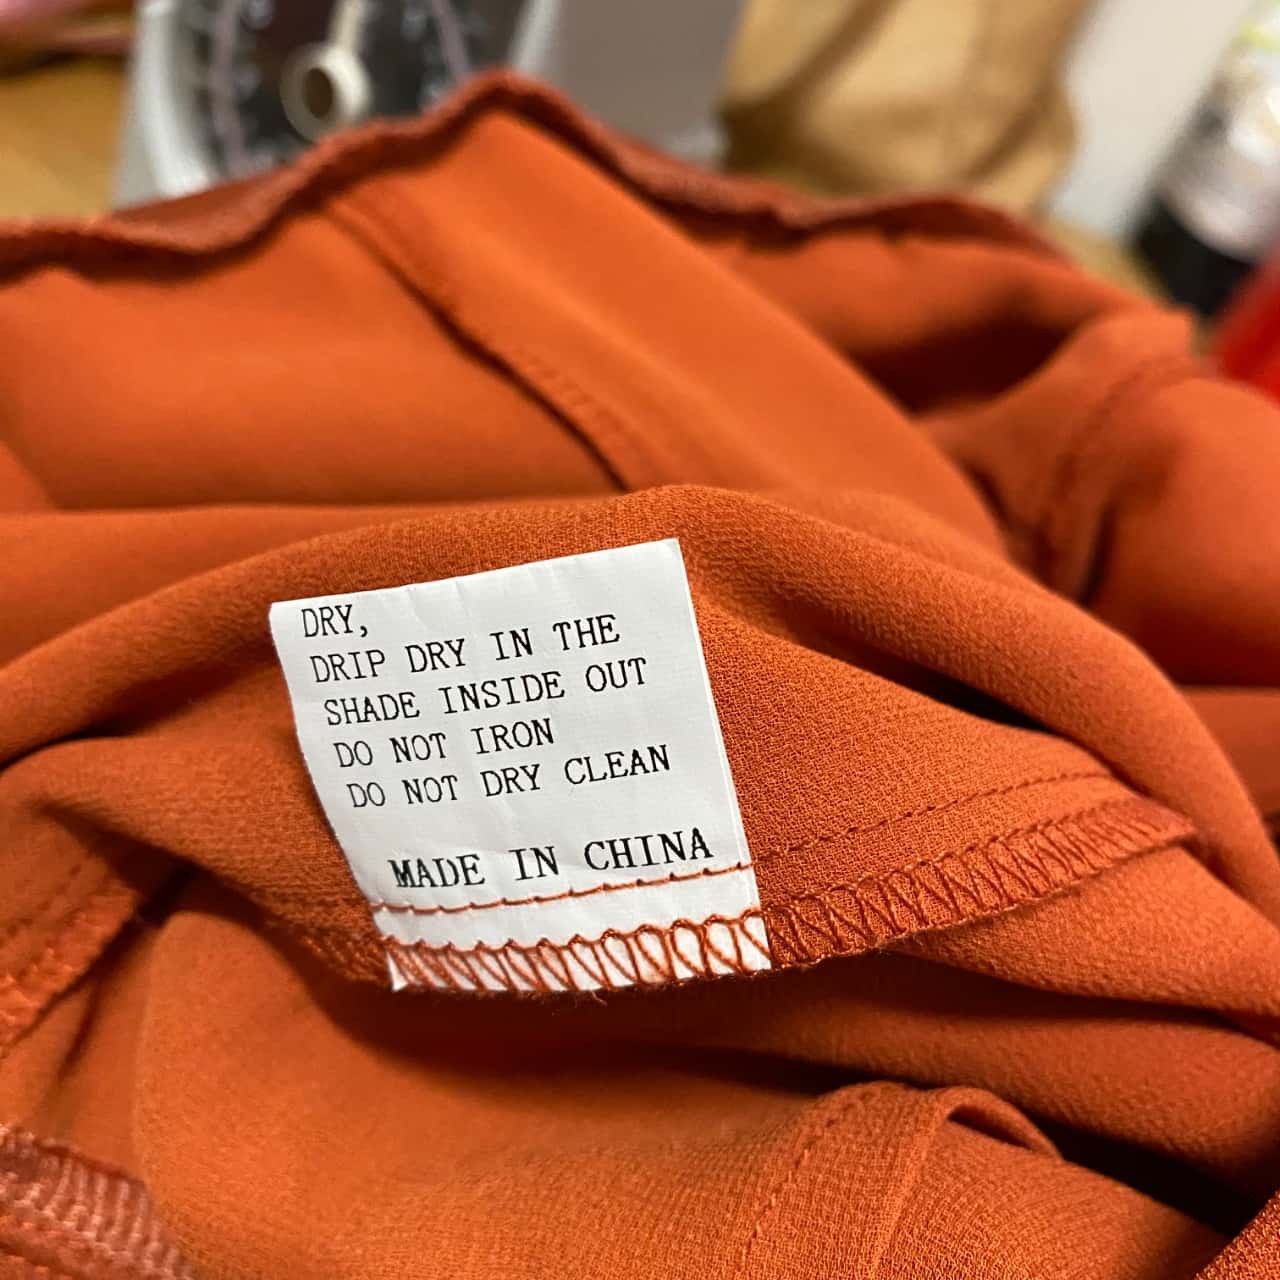 DRY,
DRIP DRY IN THE
SHADE INSIDE OUT
DO NOT IRON
DO NOT DRY CLEAN
MADE IN CHINA